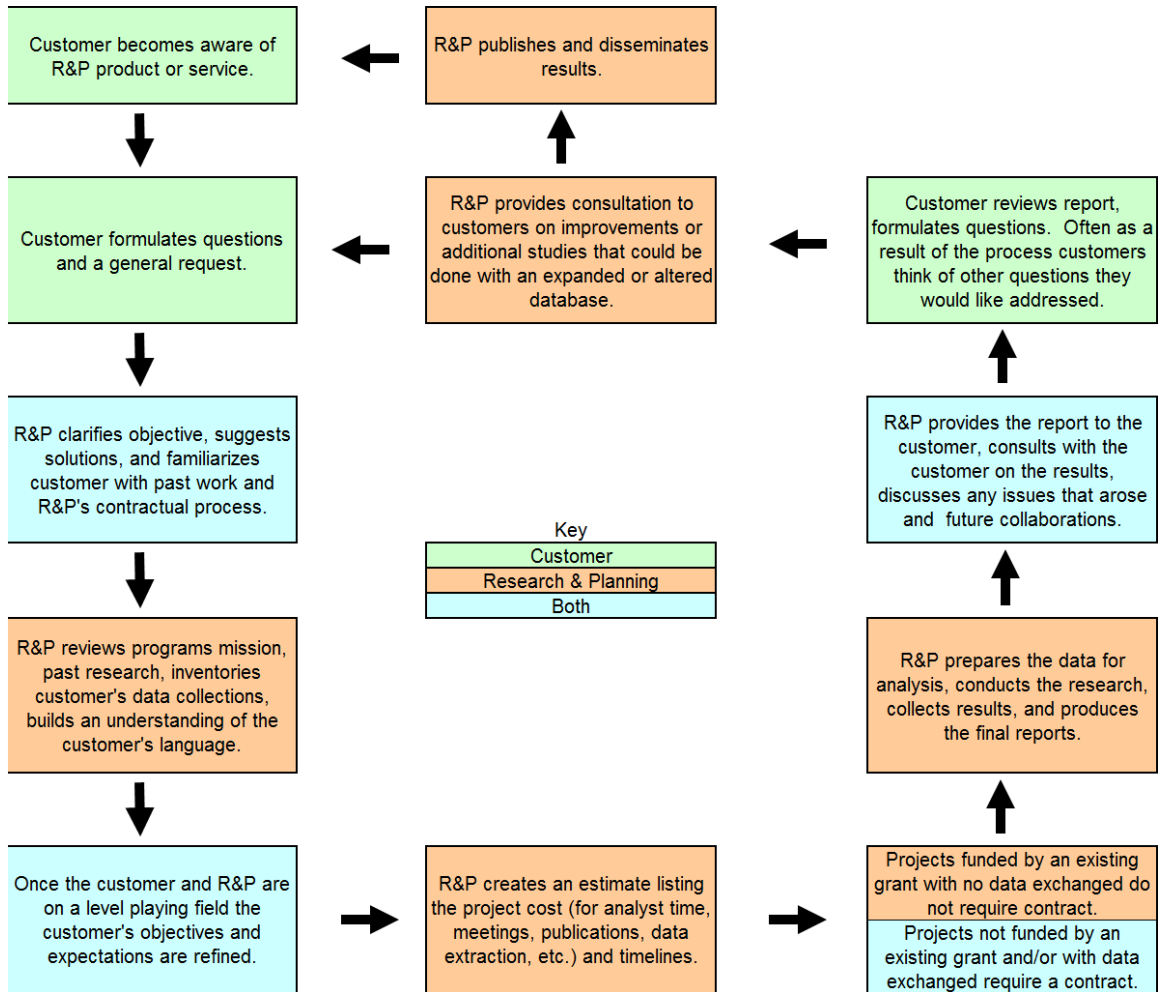 Customer becomes aware of
R&P product or service.
R&P publishes and disseminates
results.
Customer formulates questions
and a general request.
R&P provides consultation to
customers on improvements or
additional studies that could be
done with an expanded or altered
database.
Customer reviews report,
formulates questions.  Often as a
result of the process customers
think of other questions they
would like addressed.
R&P clarifies objective, suggests
solutions, and familiarizes
customer with past work and
R&P's contractual process.
R&P provides the report to the
customer, consults with the
customer on the results,
discusses any issues that arose
and  future collaborations.
Key
Customer
Research & Planning
Both
R&P reviews programs mission,
past research, inventories
customer's data collections,
builds an understanding of the
customer's language.
R&P prepares the data for
analysis, conducts the research,
collects results, and produces
the final reports.
Once the customer and R&P are
on a level playing field the
customer's objectives and
expectations are refined.
R&P creates an estimate listing
the project cost (for analyst time,
meetings, publications, data
extraction, etc.) and timelines.
Projects funded by an existing
grant with no data exchanged do
not require contract.
Projects not funded by an
existing grant and/or with data
exchanged require a contract.